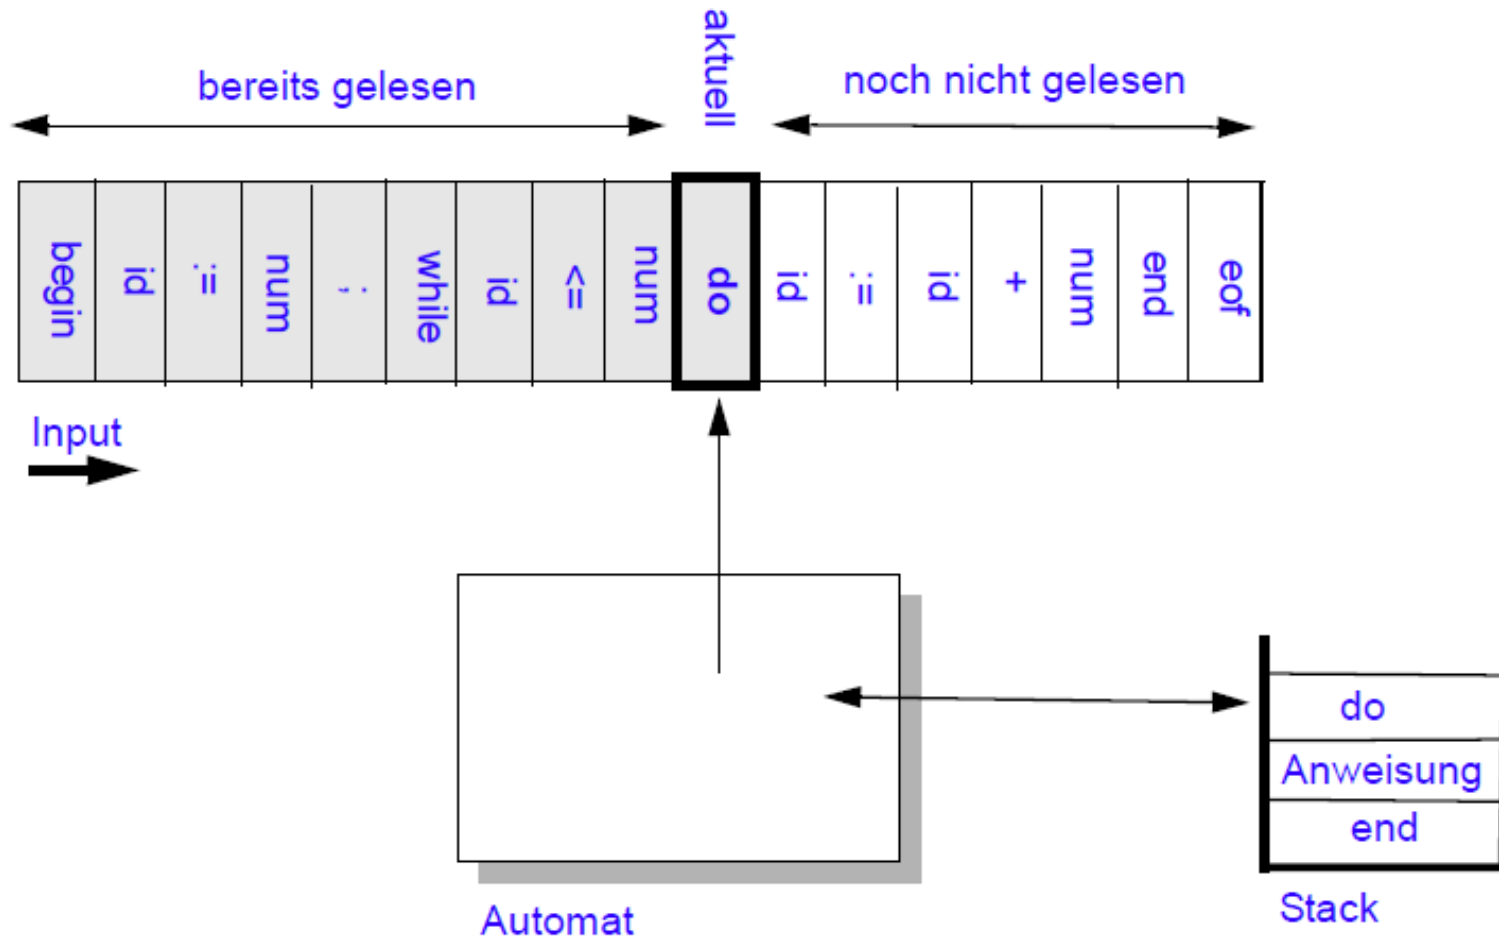 aktuell
bereits gelesen
noch nicht gelesen
begin id := num ; while id <= num do id := id + num end eof
Input
do
Anweisung
end
Automat
Stack